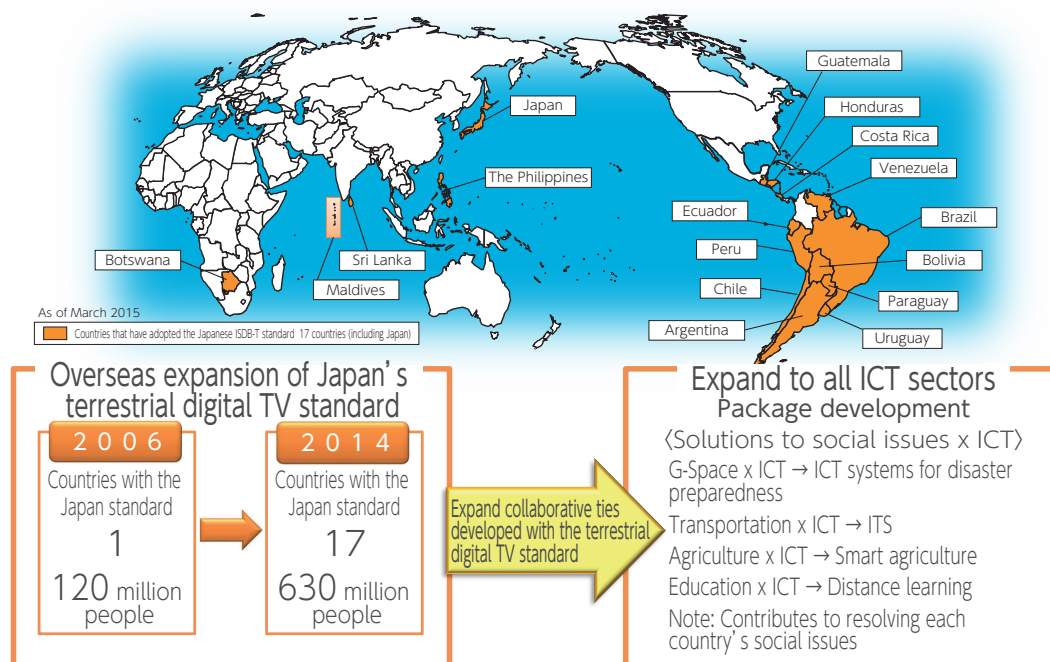 Guatemala
Japan
Honduras
Costa Rica
The Philippines
Venezuela
Ecuador
Brazil
Peru
Botswana
Sri Lanka
Bolivia
Maldives
Chile
Paraguay
Argentina
Uruguay
As of March 2015
Countries that have adopted the Japanese ISDB-T standard 17 countries (including Japan)
Overseas expansion of Japan’s
terrestrial digital TV standard
2006
Countries with the
Japan standard
1
120 million
people
2014
Countries with the
Japan standard
17
630 million
people
Expand collaborative ties
developed with the terrestrial
digital TV standard
Expand to all ICT sectors
Package development
〈Solutions to social issues x ICT〉
G-Space x ICT → ICT systems for disaster
preparedness
Transportation x ICT → ITS
Agriculture x ICT → Smart agriculture
Education x ICT → Distance learning
Note: Contributes to resolving each
country’s social issues